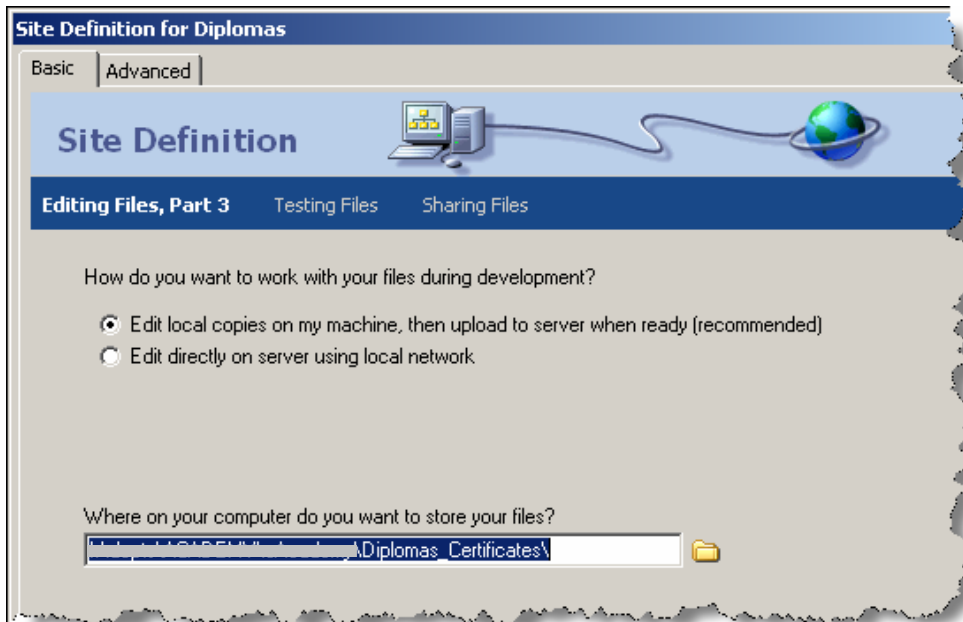 Site Definition for Diplomas
Basic Advanced
Site Definition
Editing Files, Part 3 Testing Files Sharing Files
How do you want to work with your files during development?
Edit local copies on my machine, then upload to server when ready (recommended)
Edit directly on server using local network
Where on your computer do you want to store your files?
\Diplomas_Certificates\